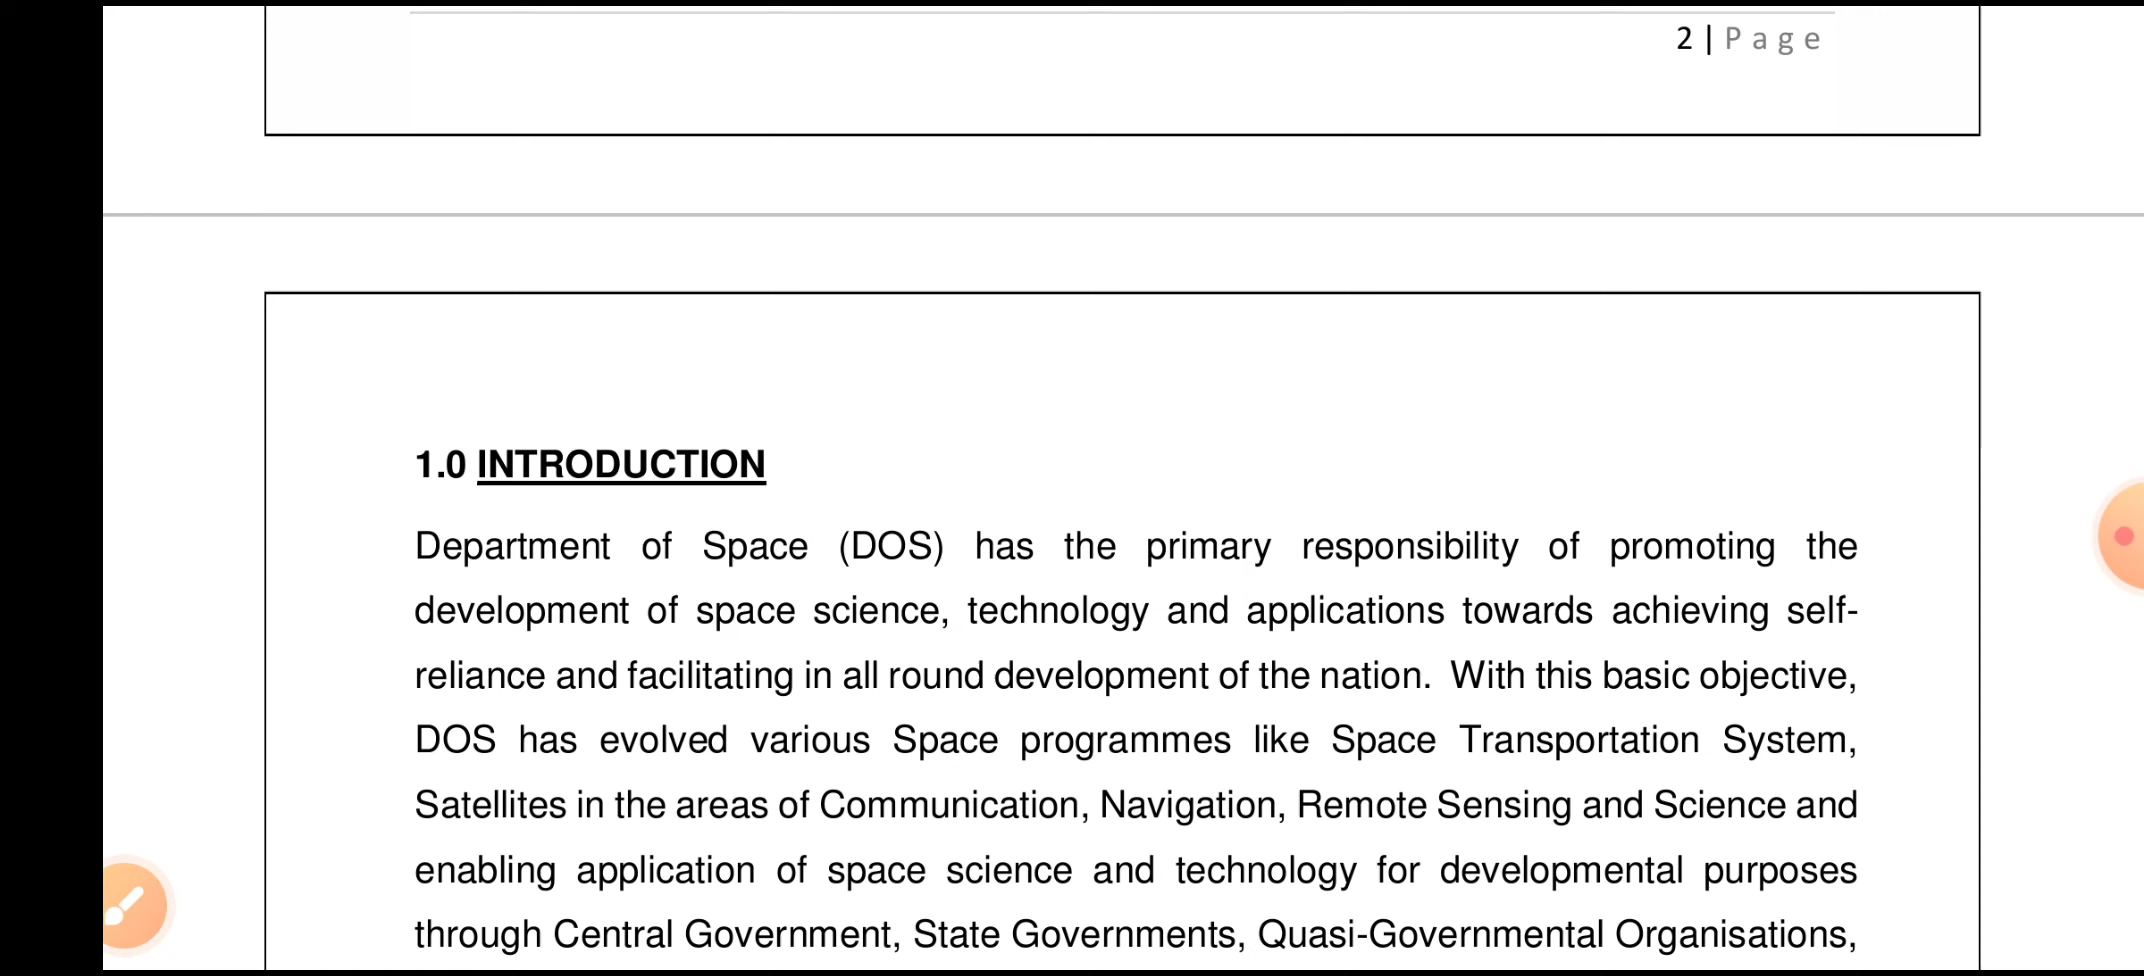 2 | Page
1.0 INTRODUCTION
Department of Space (DOS) has the primary responsibility of promoting the
development of space science, technology and applications towards achieving self-
reliance and facilitating in all round development of the nation. With this basic objective,
DOS has evolved various Space programmes like Space Transportation System,
Satellites in the areas of Communication, Navigation, Remote Sensing and Science and
enabling application of space science and technology for developmental purposes
through Central Government, State Governments, Quasi-Governmental Organisations,